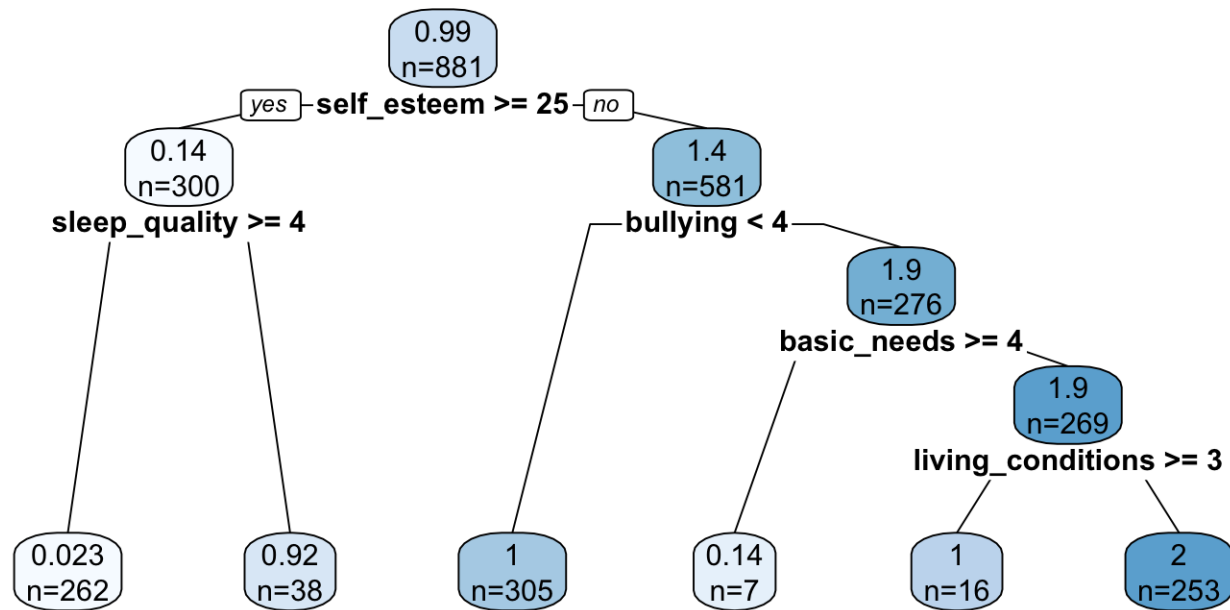 0.99
n=881
yes
self_esteem >= 25
no
0.14
n=300
1.4
n=581
sleep_quality >= 4
bullying < 4
1.9
n=276
basic_needs >= 4
1.9
n=269
living_conditions >= 3
0.023
n=262
0.92
n=38
1
n=305
0.14
n=7
1
n=16
2
n=253